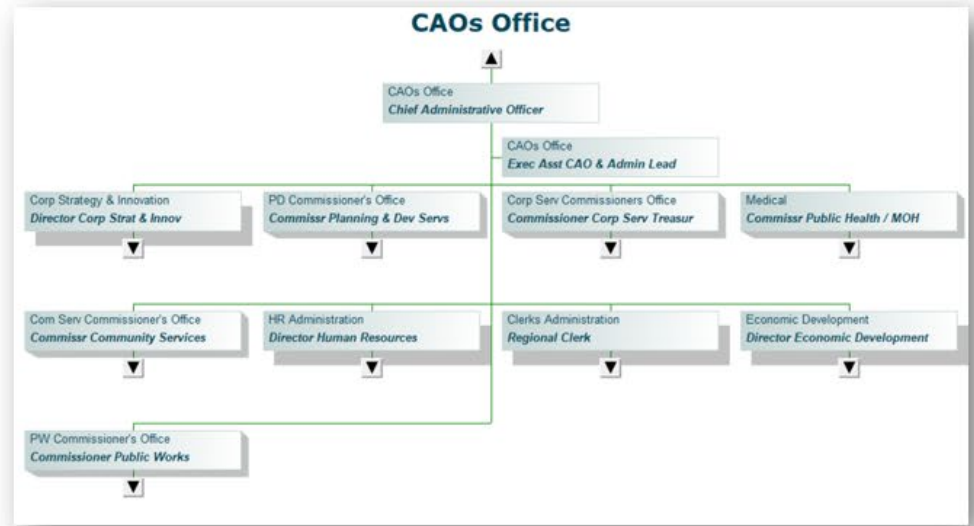 CAOs Office
CAOs Office
Chief Administrative Officer
CAOs Office
Exec Asst CAO & Admin Lead
Corp Strategy & Innovation
Director Corp Strat & Innov
PD Commissioner's Office
Commissr Planning & Dev Servs
Corp Serv Commissioners Office
Commissioner Corp Serv Treasur
Medical
Commissr Public Health / MOH
Com Serv Commissioner's Office
Commissr Community Services
HR Administration
Director Human Resources
Clerks Administration
Regional Clerk
Economic Development
Director Economic Development
PW Commissioner's Office
Commissioner Public Works